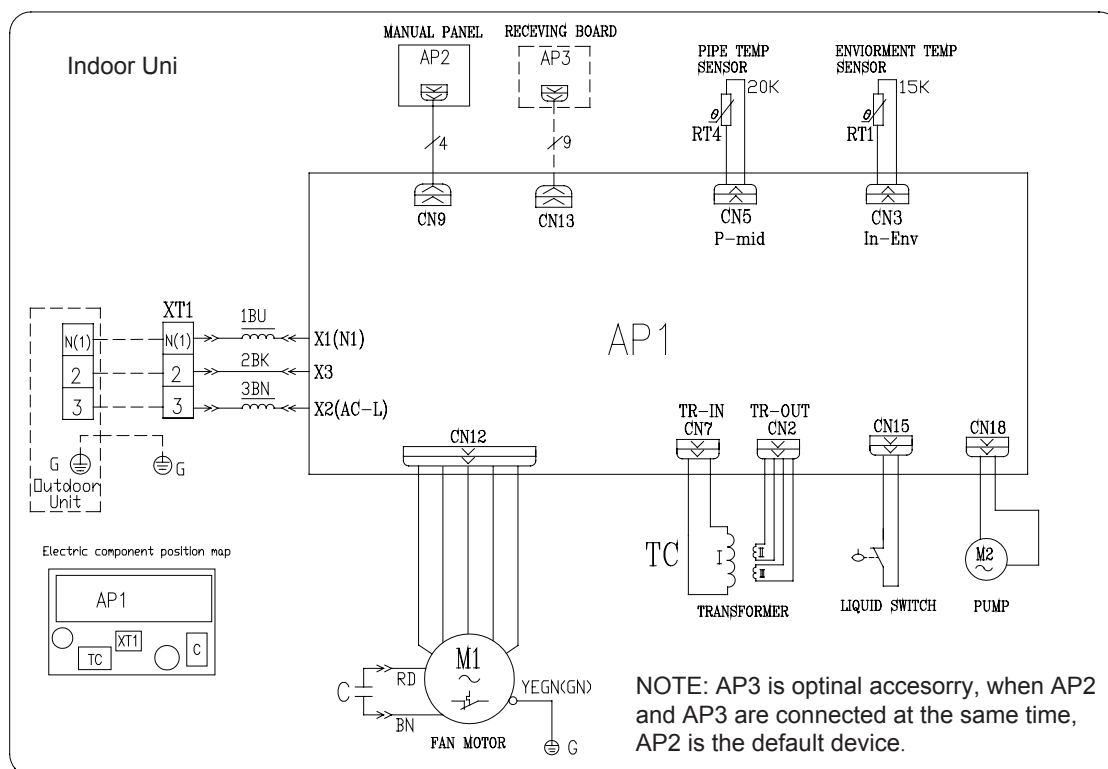 Indoor Uni
MANUAL PANEL
AP2
4
CN9
RECEVING BOARD
AP3
9
CN13
PIPE TEMP
SENSOR
20K
θ
RT4
CN5
P-mid
ENVIORMENT TEMP
SENSOR
15K
θ
RT1
CN3
In-Env
AP1
XT1
N(1)
2
3
G
Outdoor
Unit
N(1)
2
3
G
1BU
2BK
3BN
X1(N1)
X3
X2(AC-L)
CN12
TR-IN
CN7
TR-OUT
CN2
CN15
CN18
TC
I
II
III
TRANSFORMER
LIQUID SWITCH
M2
PUMP
Electric component position map
AP1
TC
XT1
C
C
RD
BN
M1
YEGN(GN)
G
FAN MOTOR
NOTE: AP3 is optinal accesorry, when AP2
and AP3 are connected at the same time,
AP2 is the default device.